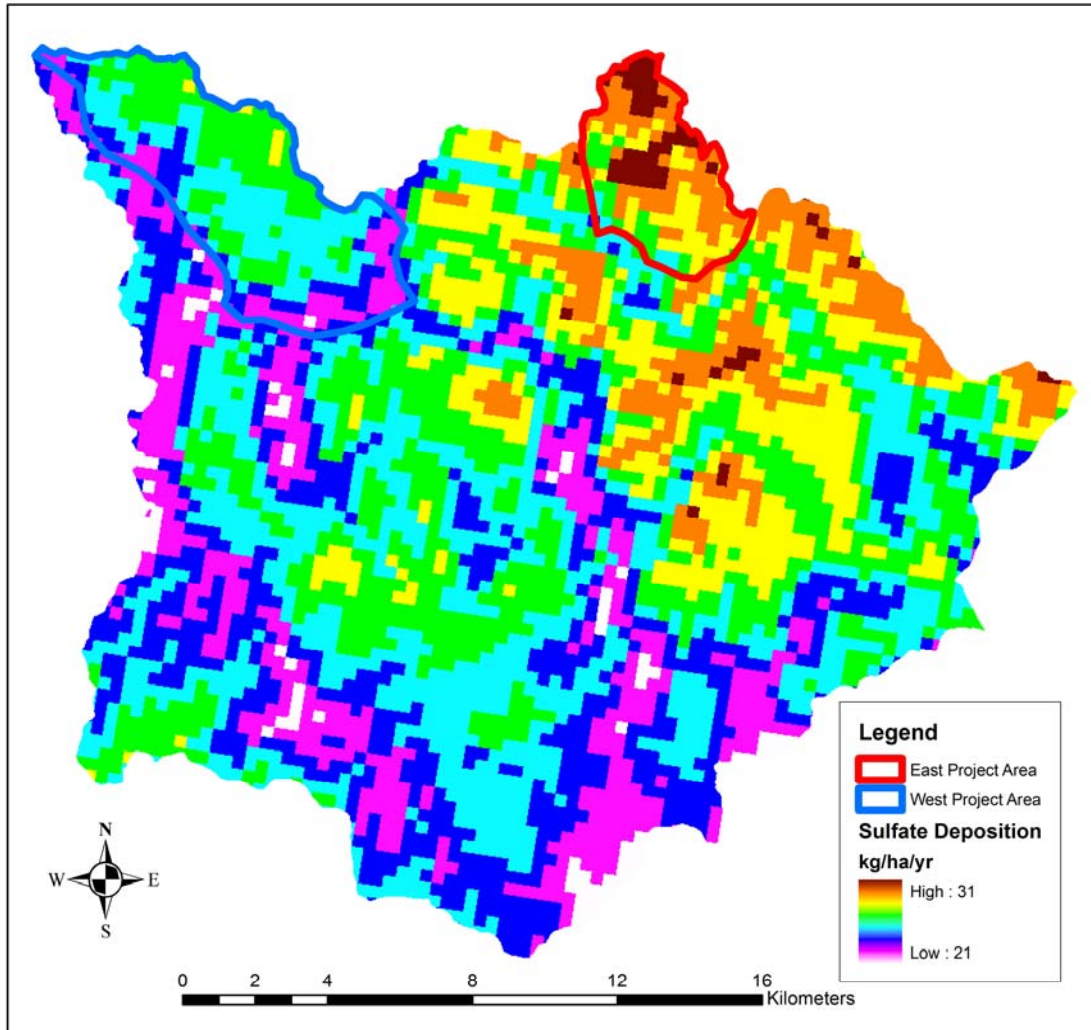 Legend
East Project Area
West Project Area
Sulfate Deposition
kg/ha/yr
High : 31
Low : 21
N
W E
S
0 2 4 8 12 16
Kilometers